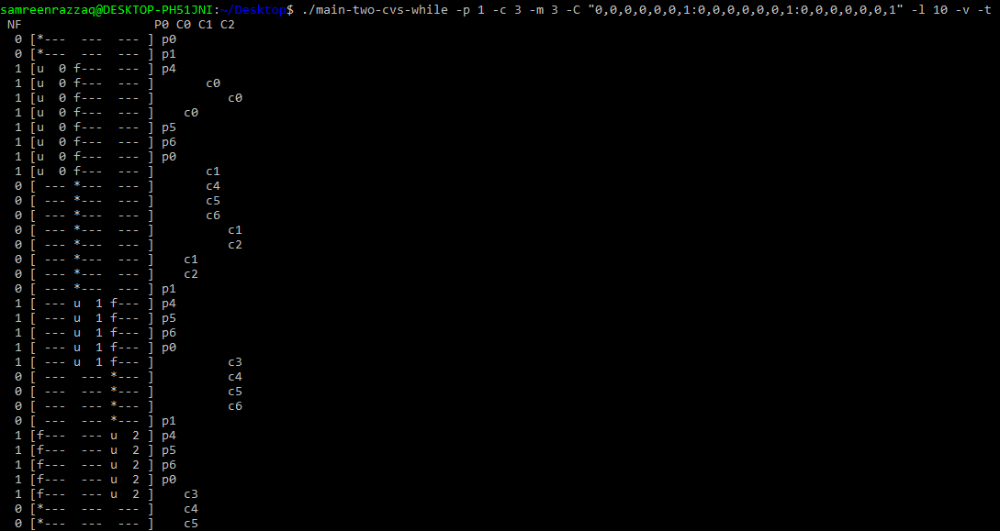 samreenrazzaq@DESKTOP-PH51JNI:~/Desktop$ ./main-two-cvs-while -p 1 -c 3 -m 3 -C "0,0,0,0,0,0,1:0,0,0,0,0,0,1:0,0,0,0,0,0,1" -l 10 -v -t
 NF                  P0 C0 C1 C2
  0 [*---  ---  --- ] p0
  0 [*---  ---  --- ] p1
  1 [u  0 f---  --- ] p4
  1 [u  0 f---  --- ]       c0
  1 [u  0 f---  --- ]          c0
  1 [u  0 f---  --- ]    c0
  1 [u  0 f---  --- ] p5
  1 [u  0 f---  --- ] p6
  1 [u  0 f---  --- ] p0
  1 [u  0 f---  --- ]       c1
  0 [ --- *---  --- ]       c4
  0 [ --- *---  --- ]       c5
  0 [ --- *---  --- ]       c6
  0 [ --- *---  --- ]          c1
  0 [ --- *---  --- ]          c2
  0 [ --- *---  --- ]    c1
  0 [ --- *---  --- ]    c2
  0 [ --- *---  --- ] p1
  1 [ --- u  1 f--- ] p4
  1 [ --- u  1 f--- ] p5
  1 [ --- u  1 f--- ] p6
  1 [ --- u  1 f--- ] p0
  1 [ --- u  1 f--- ]          c3
  0 [ ---  --- *--- ]          c4
  0 [ ---  --- *--- ]          c5
  0 [ ---  --- *--- ]          c6
  0 [ ---  --- *--- ] p1
  1 [f---  --- u  2 ] p4
  1 [f---  --- u  2 ] p5
  1 [f---  --- u  2 ] p6
  1 [f---  --- u  2 ] p0
  1 [f---  --- u  2 ]    c3
  0 [*---  ---  --- ]    c4
  0 [*---  ---  --- ]    c5